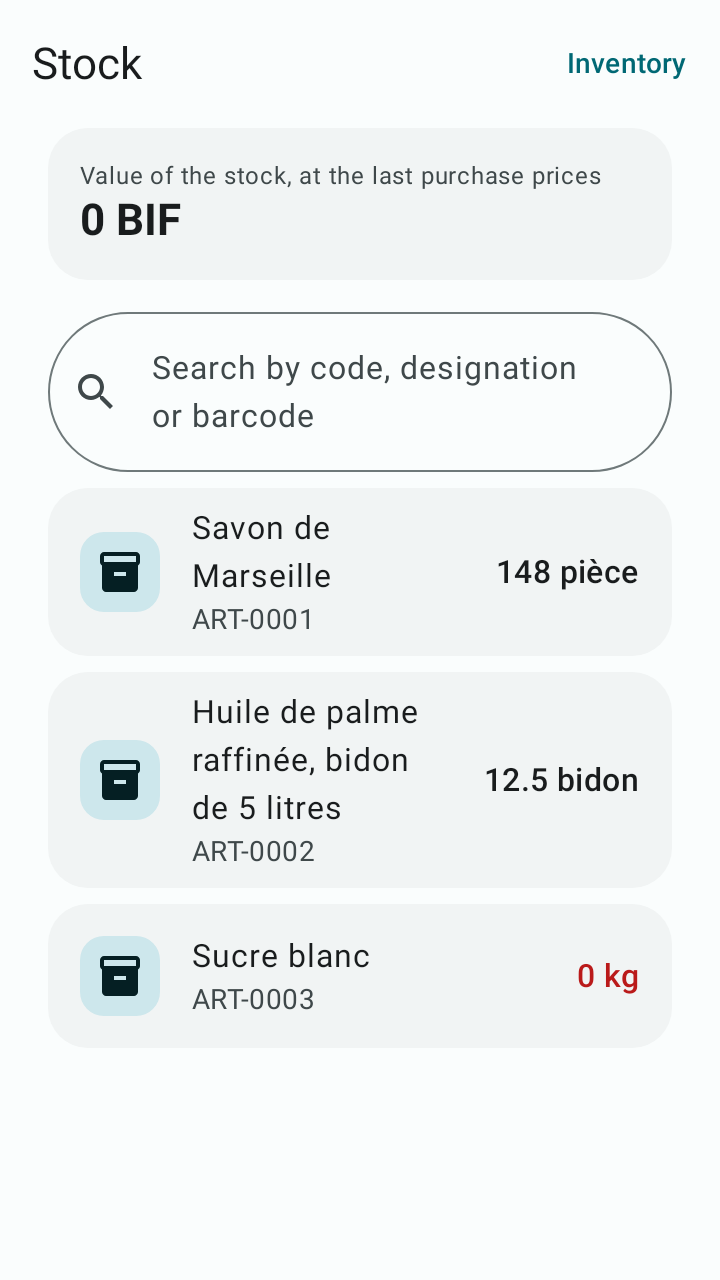 Stock
Inventory
Value of the stock, at the last purchase prices
0 BIF
Search by code, designation
or barcode
Savon de
Marseille
ART-0001
148 pièce
Huile de palme
raffinée, bidon
de 5 litres
ART-0002
12.5 bidon
Sucre blanc
ART-0003
0 kg